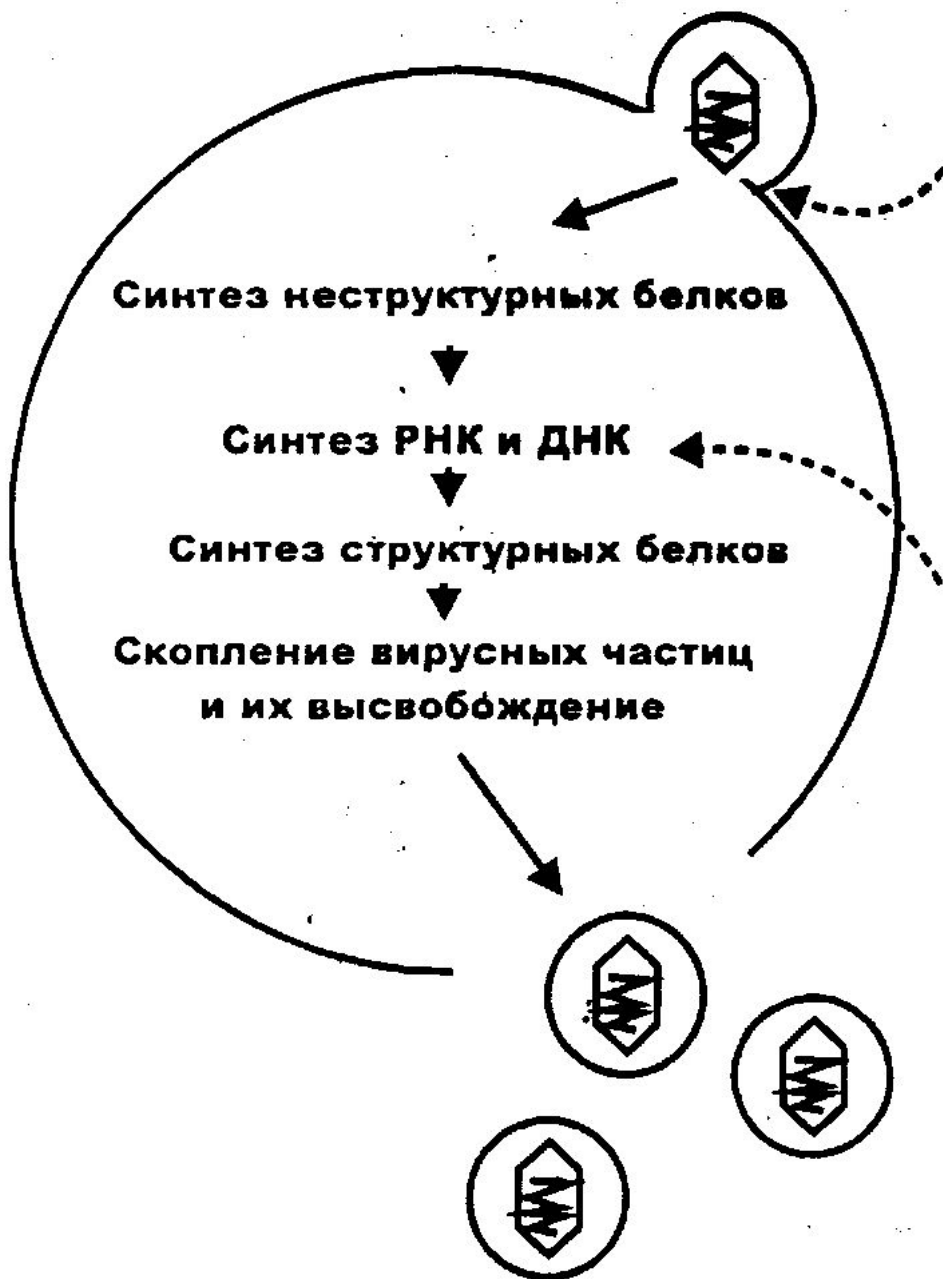 Синтез неструктурных белков
Синтез РНК и ДНК
Синтез структурных белков
Скопление вирусных частиц
и их высвобождение